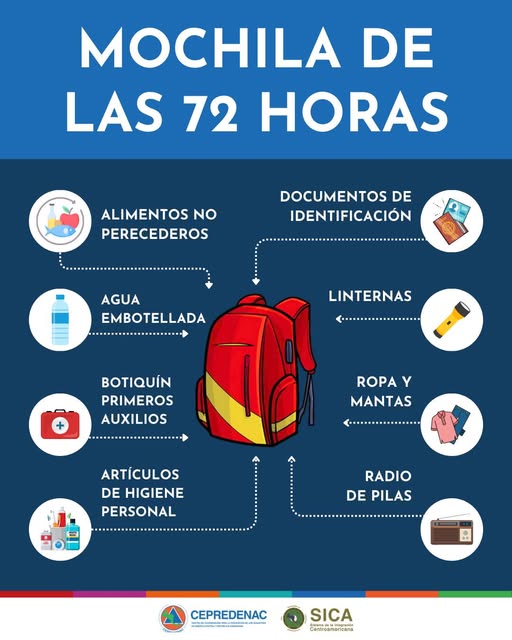 MOCHILA DE
LAS 72 HORAS
ALIMENTOS NO
PERECEDEROS
DOCUMENTOS DE
IDENTIFICACIÓN
AGUA
EMBOTELLADA
LINTERNAS
BOTIQUÍN
PRIMEROS
AUXILIOS
ROPA Y
MANTAS
ARTÍCULOS
DE HIGIENE
PERSONAL
RADIO
DE PILAS
CEPREDENAC
SICA
Sistema de la Integración
Centroamericana